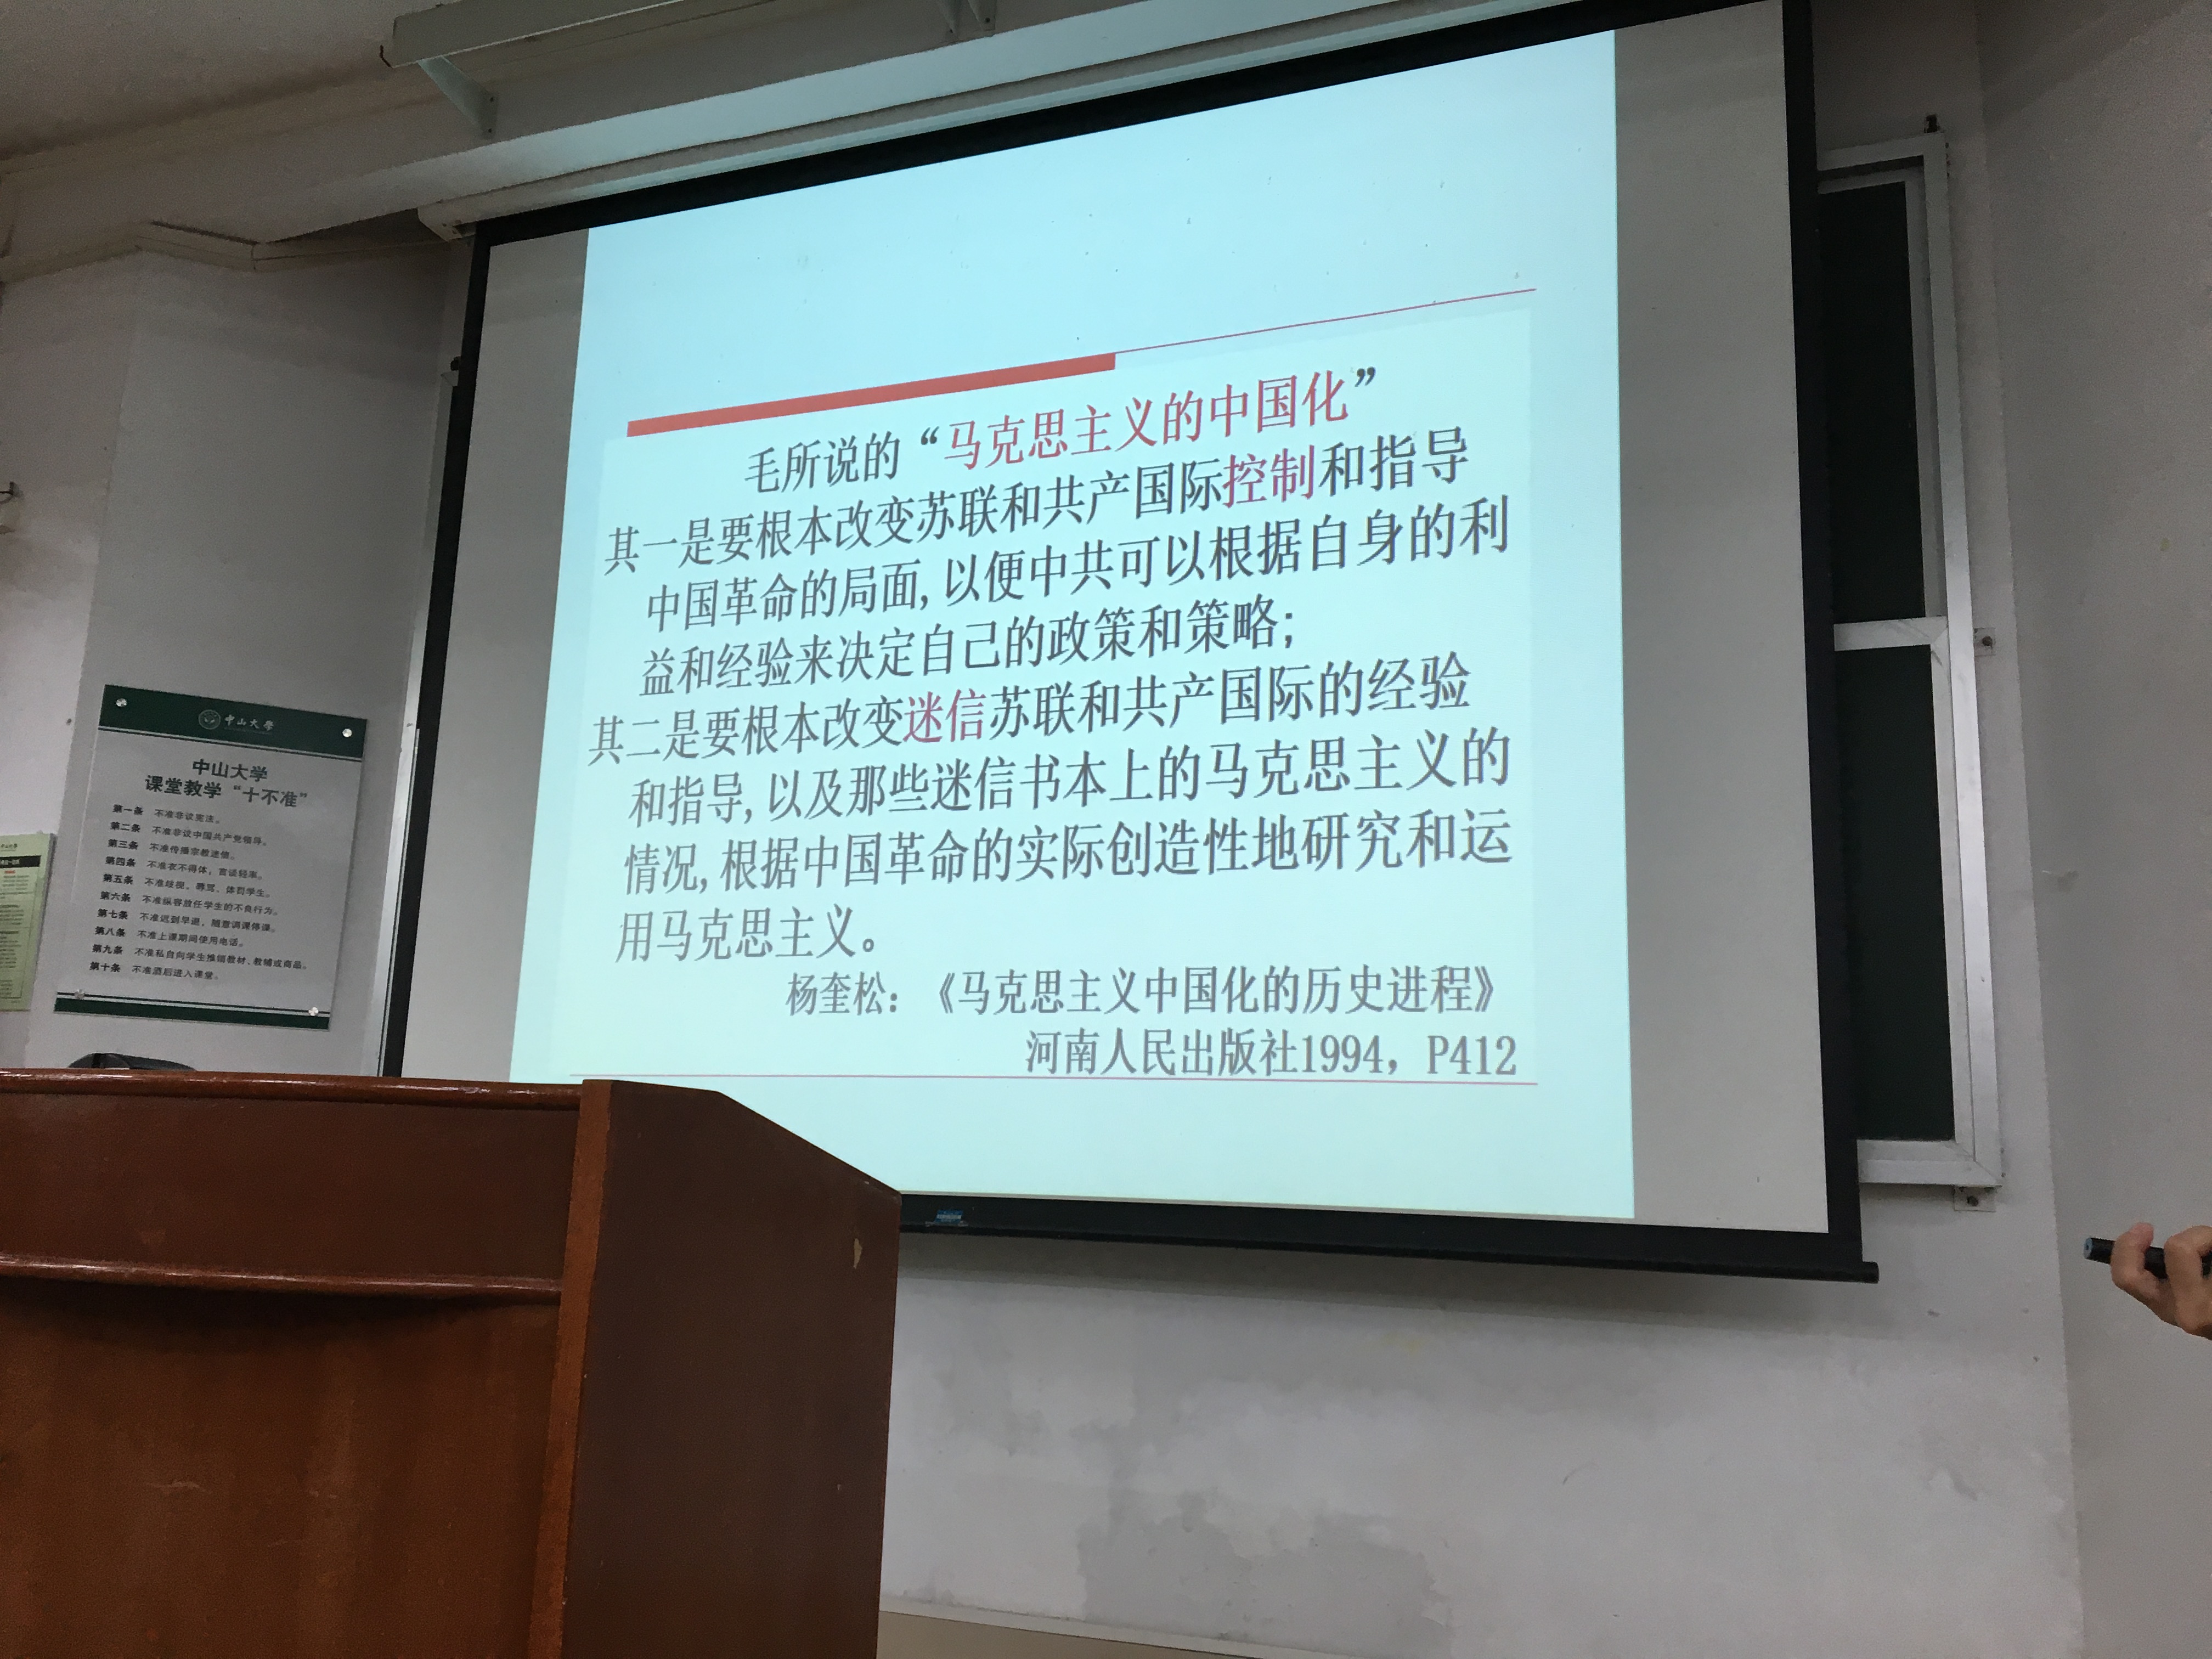 毛所说的“马克思主义的中国化”
其一是要根本改变苏联和共产国际控制和指导
中国革命的局面，以便中共可以根据自身的利
益和经验来决定自己的政策和策略；
其二是要根本改变迷信苏联和共产国际的经验
和指导，以及那些迷信书本上的马克思主义的
情况，根据中国革命的实际创造性地研究和运
用马克思主义。
杨奎松：《马克思主义中国化的历史进程》
河南人民出版社1994，P412
中山大學
中山大学
课堂教学“十不准”
第一条 不准非议宪法。
第二条 不准非议中国共产党领导。
第三条 不准传播宗教迷信。
第四条 不准衣不得体，言谈轻率。
第五条 不准歧视、辱骂、体罚学生。
第六条 不准纵容放任学生的不良行为。
第七条 不准迟到早退，随意调课停课。
第八条 不准上课期间使用电话。
第九条 不准私自向学生推销教材、教辅或商品。
第十条 不准酒后进入课堂。